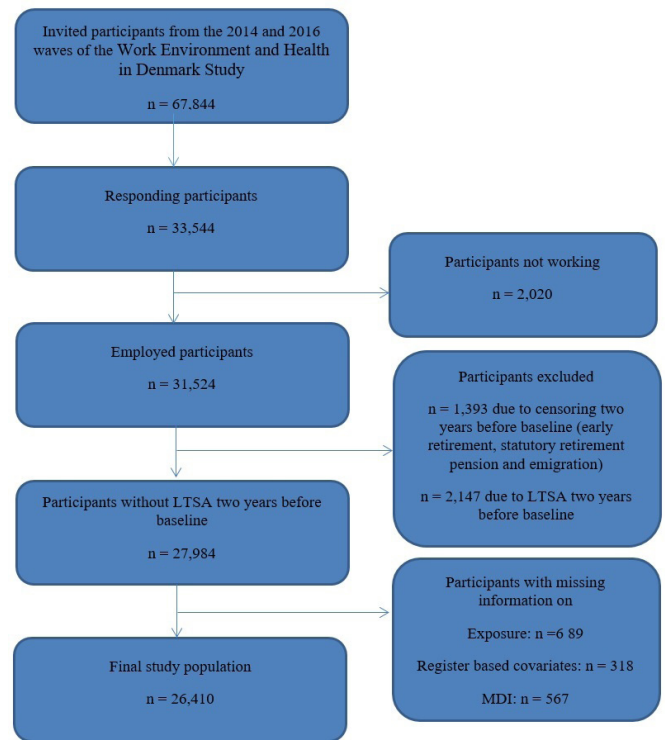 Invited participants from the 2014 and 2016
waves of the Work Environment and Health
in Denmark Study
n = 67,844
Responding participants
n = 33,544
Participants not working
n = 2,020
Employed participants
n = 31,524
Participants excluded
n = 1,393 due to censoring two
years before baseline (early
retirement, statutory retirement
pension and emigration)
n = 2,147 due to LTSA two years
before baseline
Participants without LTSA two years before
baseline
n = 27,984
Participants with missing
information on
Exposure: n =6 89
Register based covariates: n = 318
MDI: n = 567
Final study population
n = 26,410